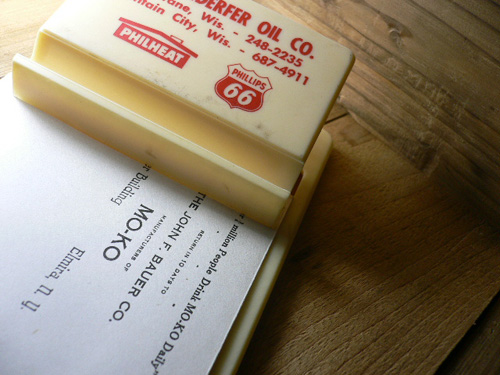 DERFER OIL CO.
Wis. - 248-2235
City, Wis. - 687-4911
PHILHEAT
PHILLIPS
66
million People Drink MO-KO Daily"
RETURN IN 10 DAYS TO
THE JOHN F. BAUER CO.
MANUFACTURERS OF
MO-KO
Building
Elmira, n.y.